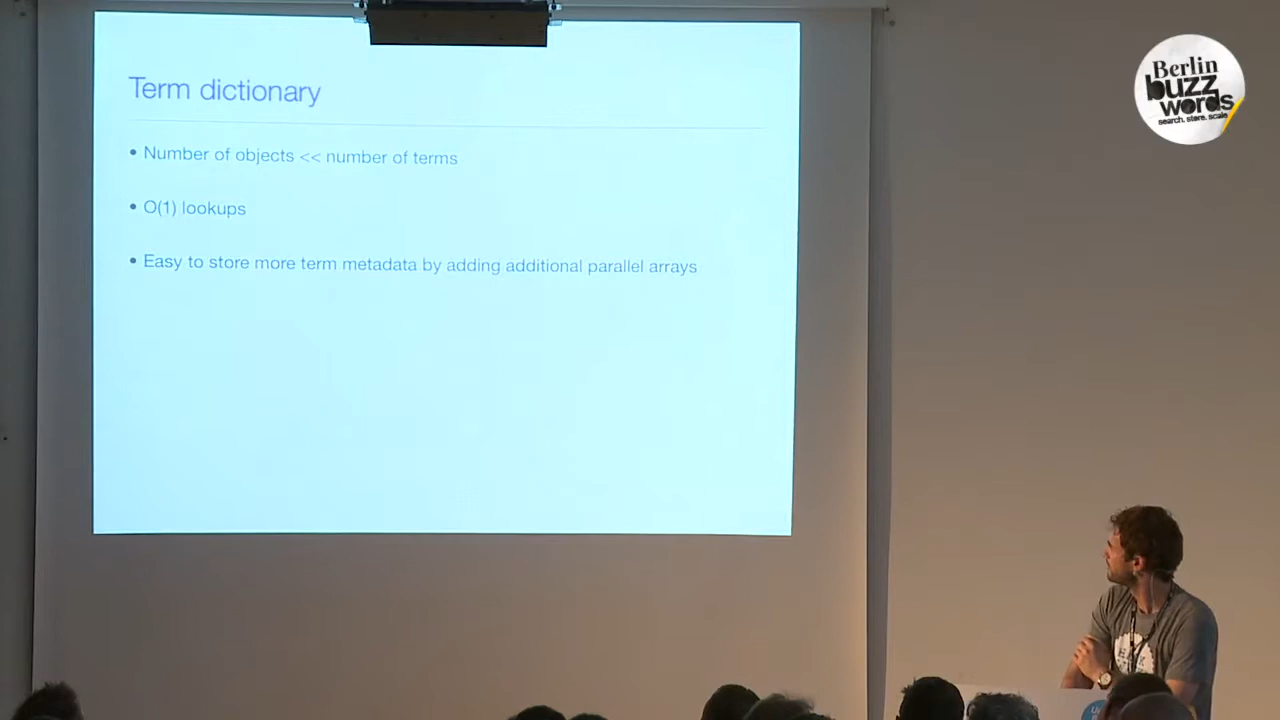 Term dictionary
• Number of objects << number of terms
• O(1) lookups
• Easy to store more term metadata by adding additional parallel arrays
Berlin
buzz
words
search. store. scale